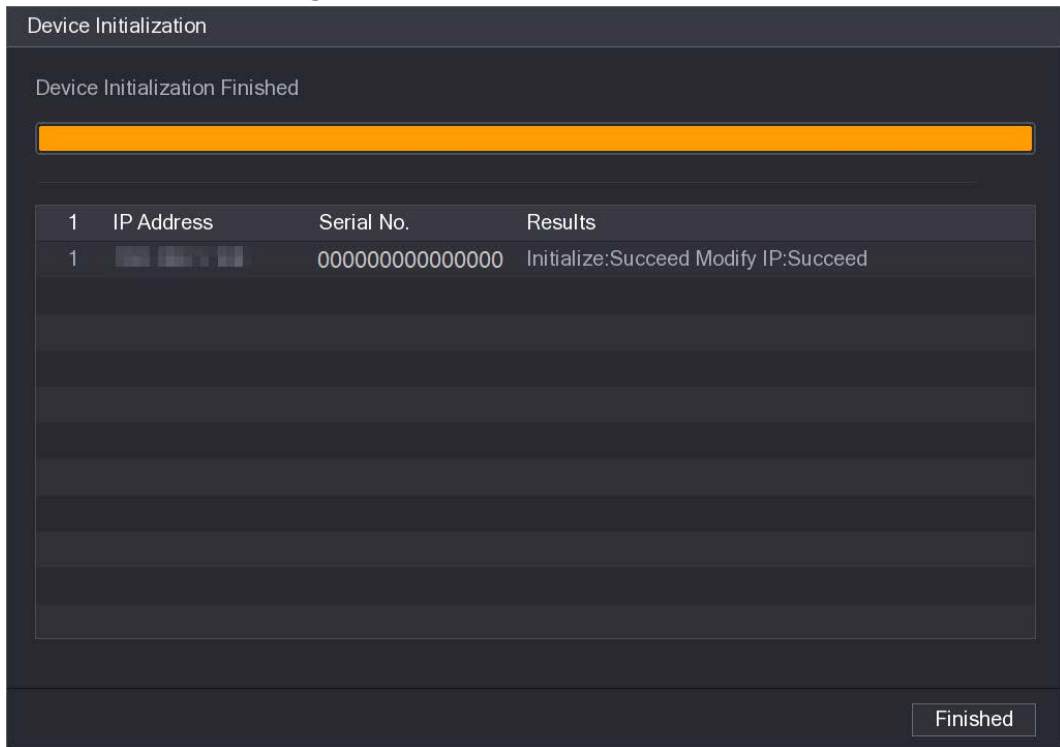 Device Initialization
Device Initialization Finished
1 IP Address Serial No. Results
1 000000000000000 Initialize:Succeed Modify IP:Succeed
Finished